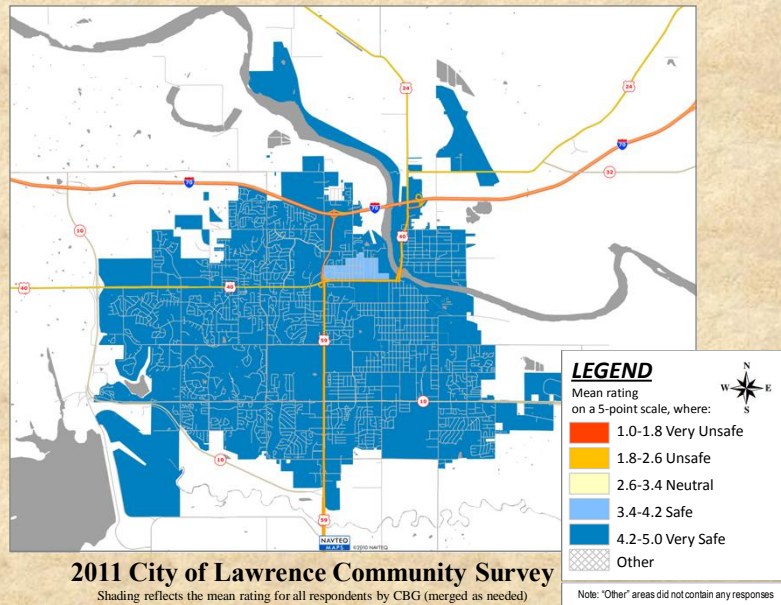 24
24
70
32
70
70
10
40
40
40
59
10
10
59
NAVTEQ
MAPS
©2010 NAVTEQ
LEGEND
Mean rating
on a 5-point scale, where:
N
W
E
S
1.0-1.8 Very Unsafe
1.8-2.6 Unsafe
2.6-3.4 Neutral
3.4-4.2 Safe
4.2-5.0 Very Safe
Other
2011 City of Lawrence Community Survey
Shading reflects the mean rating for all respondents by CBG (merged as needed)
Note: "Other" areas did not contain any responses